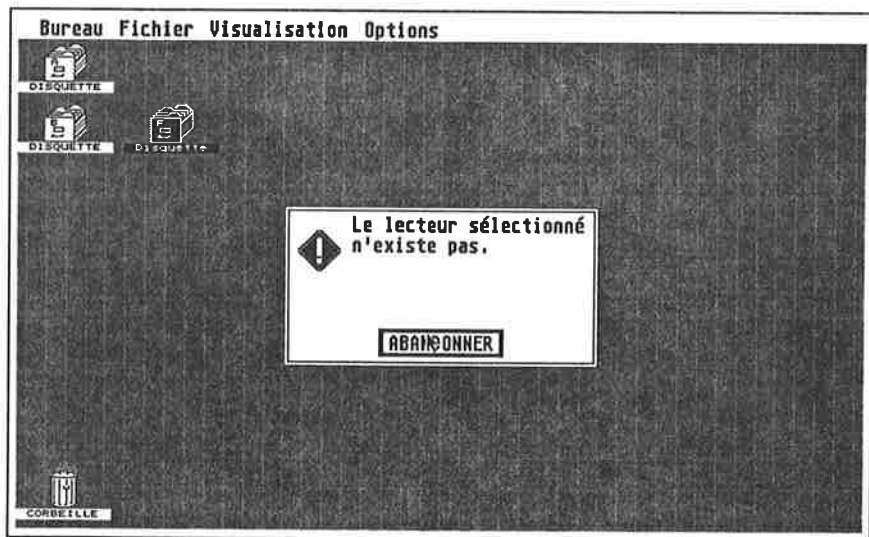 Bureau Fichier Visualisation Options
A
DISQUETTE
B
DISQUETTE
F
Disquette
Le lecteur sélectionné
n'existe pas.
ABANDONNER
CORBEILLE